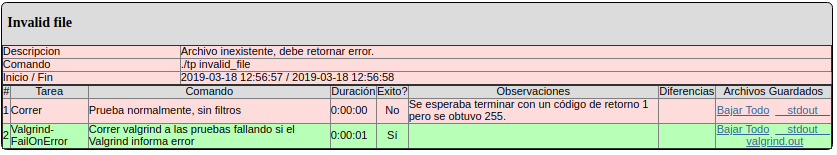 Invalid file
Descripcion Archivo inexistente, debe retornar error.
Comando ./tp invalid_file
Inicio / Fin 2019-03-18 12:56:57 / 2019-03-18 12:56:58
# Tarea Comando Duración Exito? Observaciones Diferencias Archivos Guardados
1 Correr Prueba normalmente, sin filtros 0:00:00 No Se esperaba terminar con un código de retorno 1 pero se obtuvo 255. Bajar Todo __stdout__
2 Valgrind-FailOnError Correr valgrind a las pruebas fallando si el Valgrind informa error 0:00:01 Sí Bajar Todo __stdout__ valgrind.out